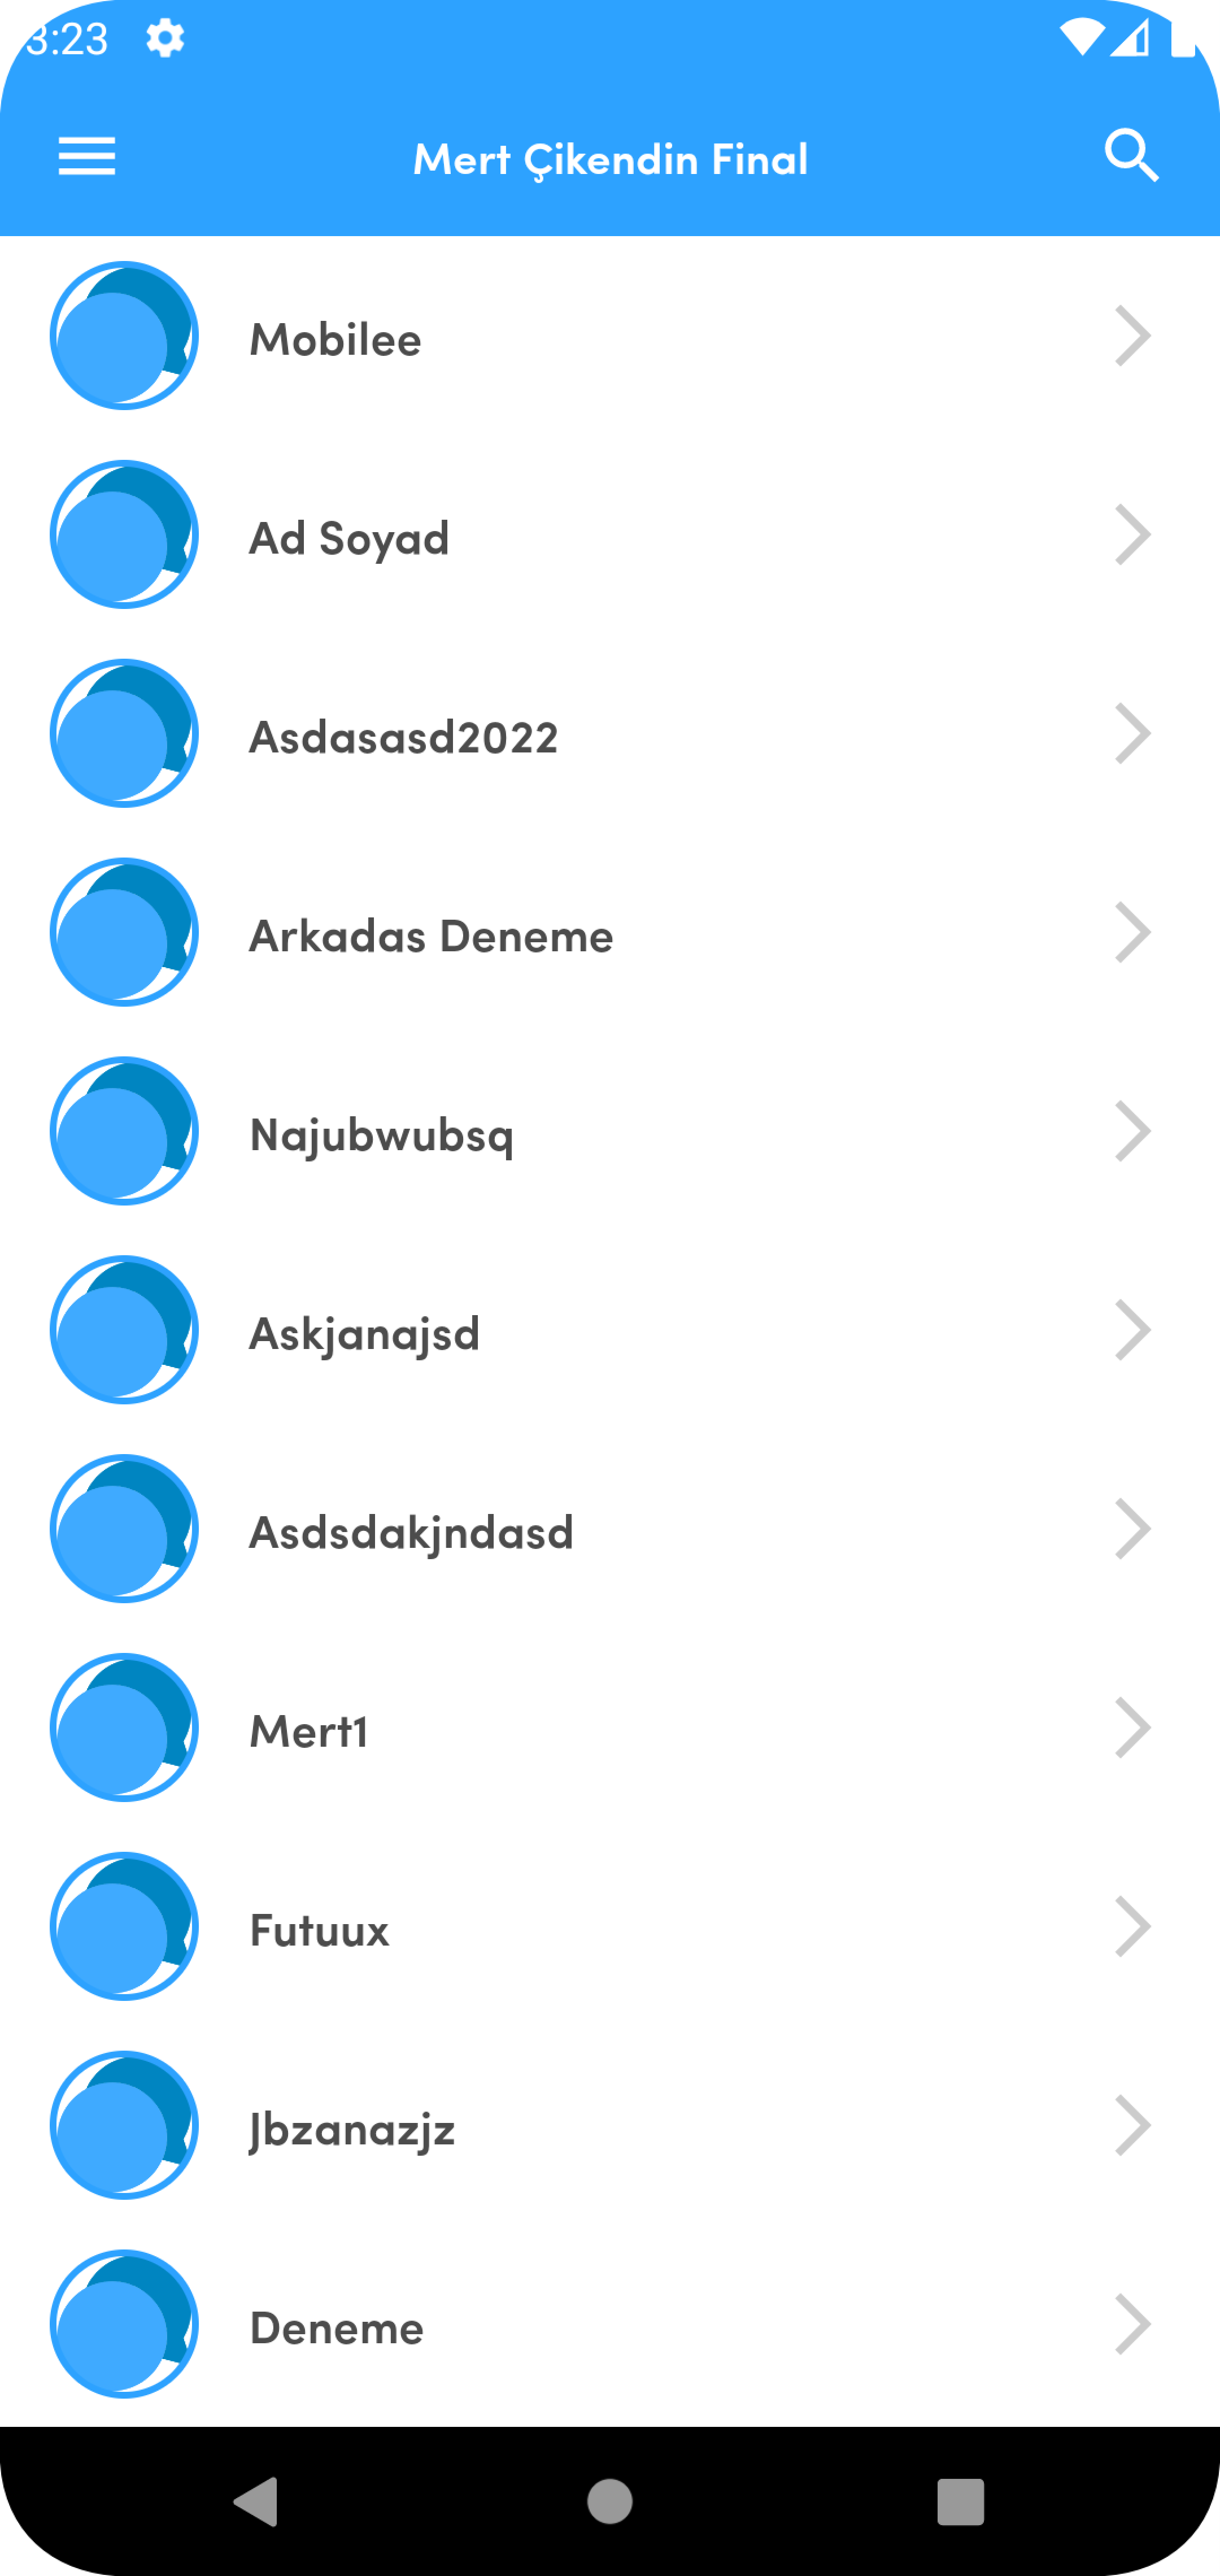 3:23
Mert Çikendin Final
Mobilee
Ad Soyad
Asdasasd2022
Arkadas Deneme
Najubwubsq
Askjanajsd
Asdsdakjndasd
Mert1
Futuux
Jbzanazjz
Deneme